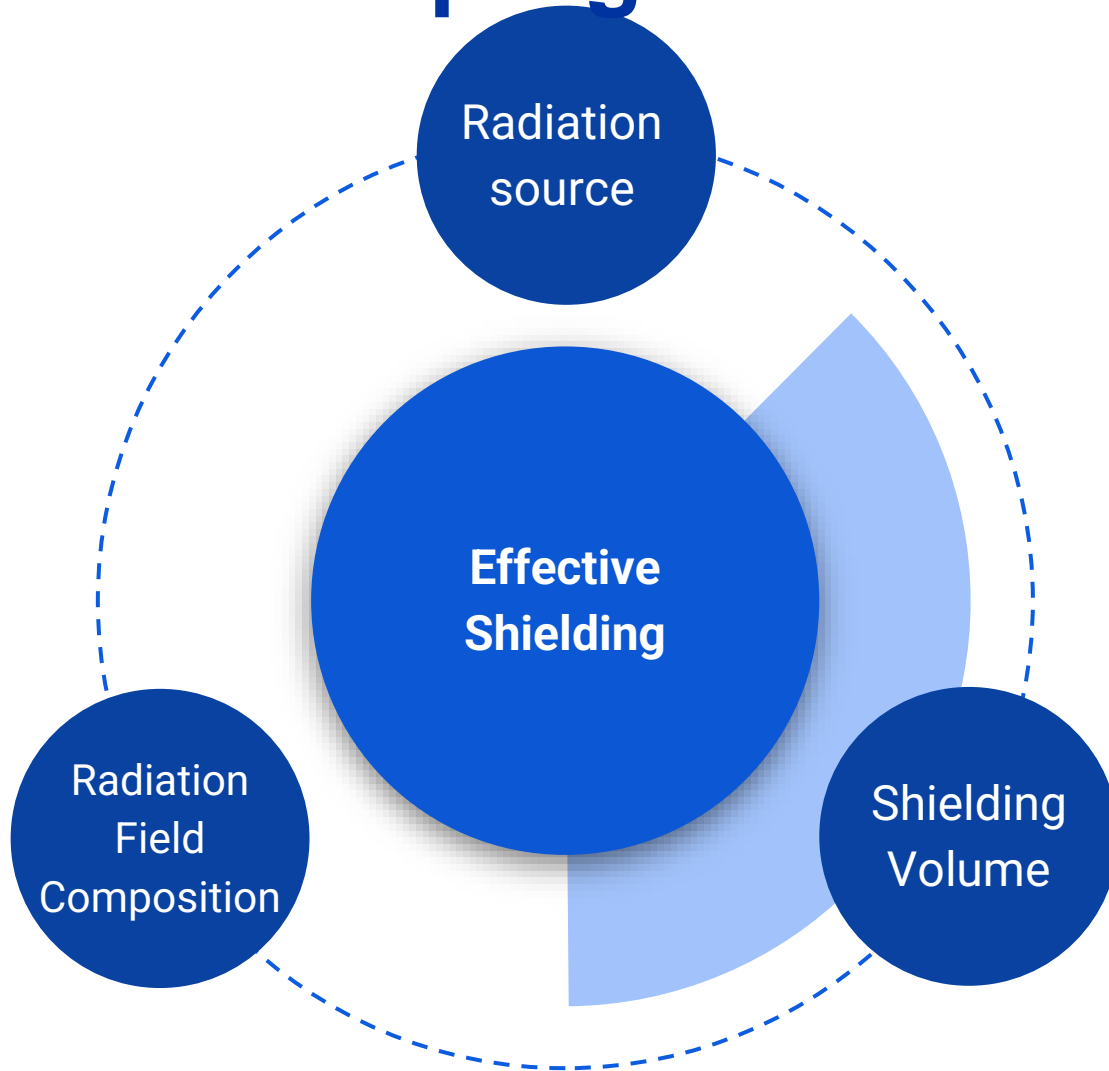 Radiation
source
Effective
Shielding
Radiation
Field
Composition
Shielding
Volume